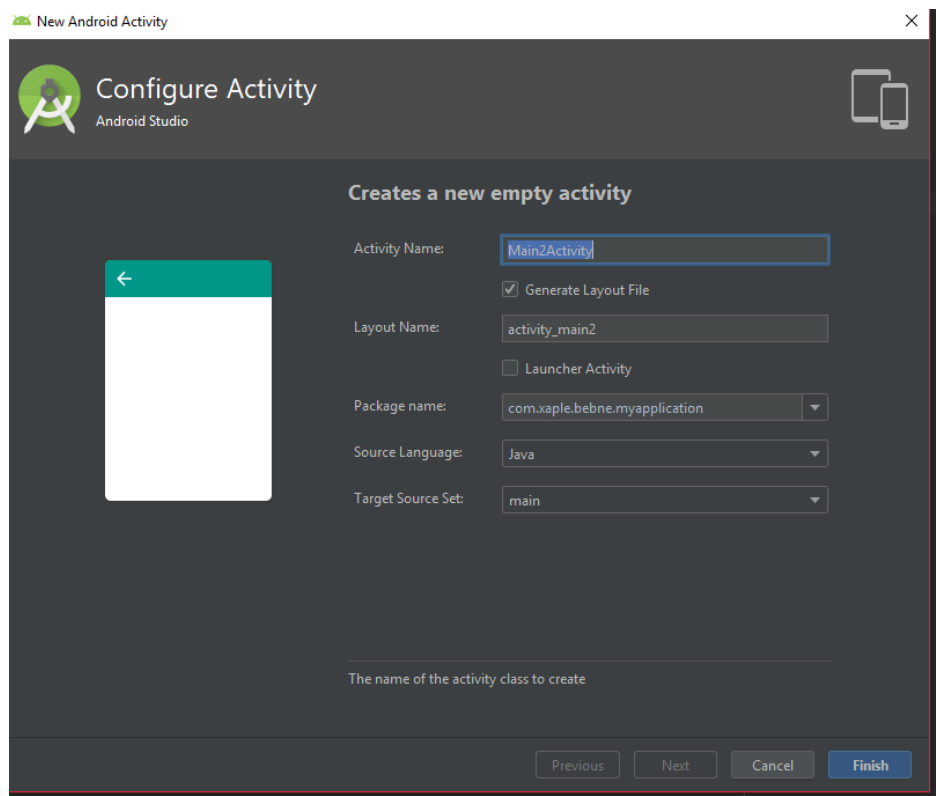 New Android Activity
Configure Activity
Android Studio
Creates a new empty activity
Activity Name:
Main2Activity
Generate Layout File
Layout Name:
activity_main2
Launcher Activity
Package name:
com.xaple.bebne.myapplication
Source Language:
Java
Target Source Set:
main
The name of the activity class to create
Previous
Next
Cancel
Finish